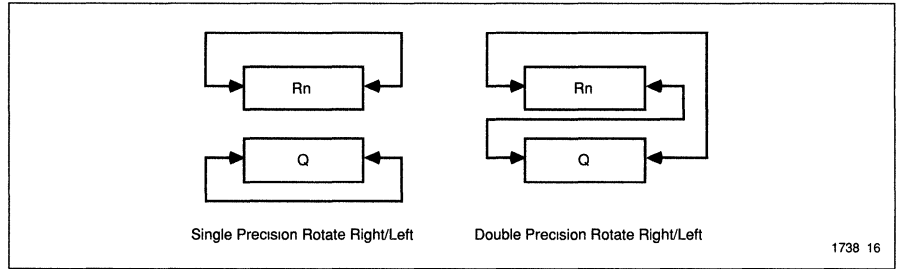 Rn
Q
Single Precision Rotate Right/Left
Rn
Q
Double Precision Rotate Right/Left
1738 16